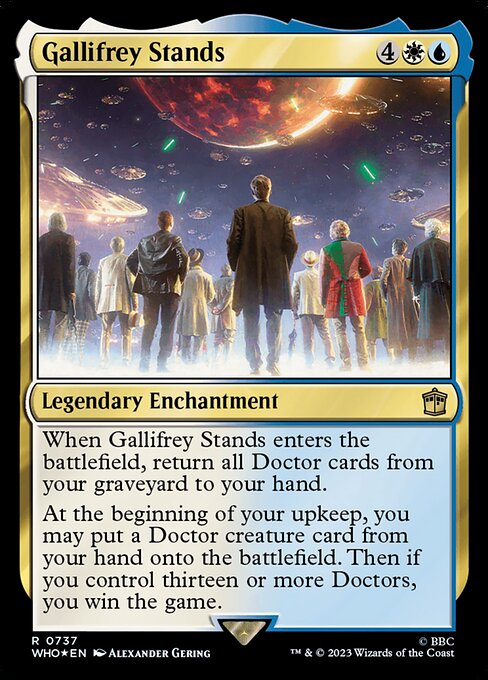 Gallifrey Stands 4
Legendary Enchantment
When Gallifrey Stands enters the
battlefield, return all Doctor cards from
your graveyard to your hand.
At the beginning of your upkeep, you
may put a Doctor creature card from
your hand onto the battlefield. Then if
you control thirteen or more Doctors,
you win the game.
R 0737
WHO★EN Alexander Gering
© BBC
™ & © 2023 Wizards of the Coast